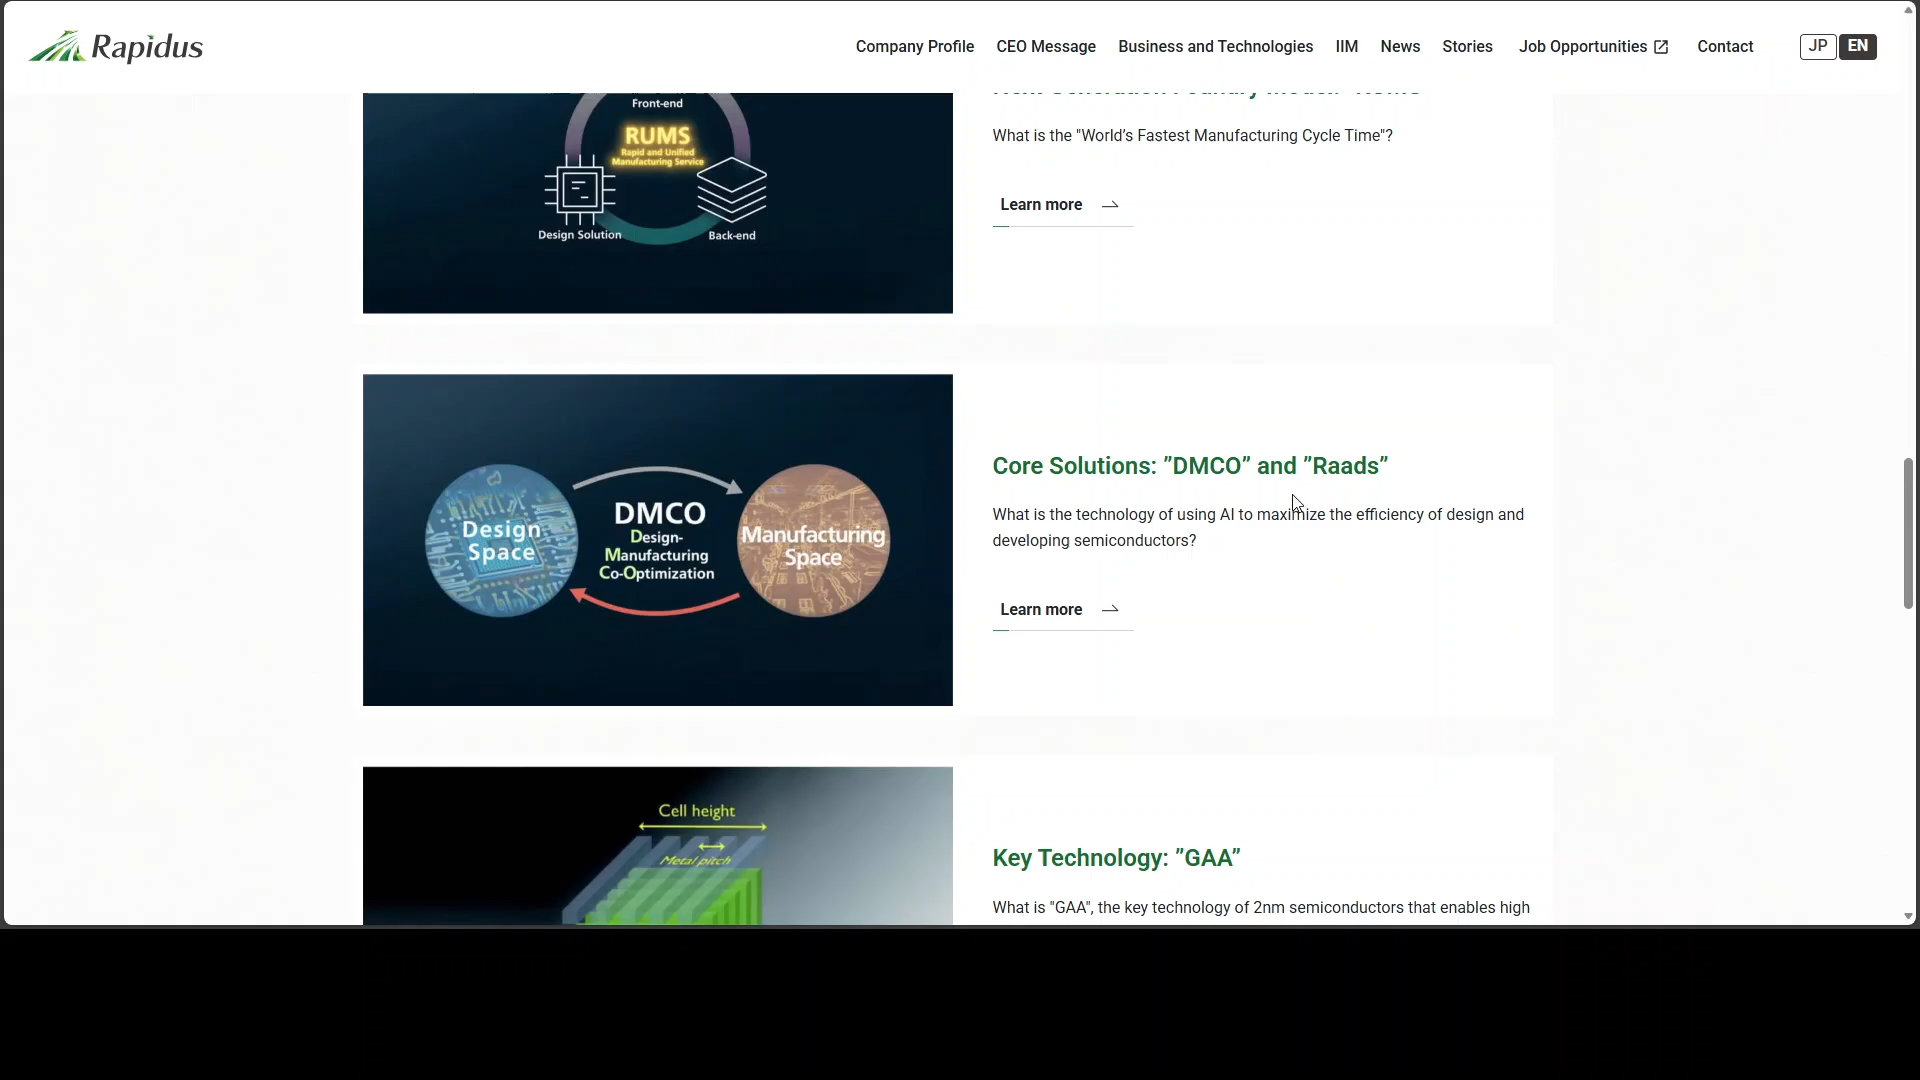 Rapidus
Company Profile CEO Message Business and Technologies IIM News Stories Job Opportunities Contact JP EN
Front-end
RUMS
Rapid and Unified
Manufacturing Service
Design Solution
Back-end
What is the "World’s Fastest Manufacturing Cycle Time"?
Learn more
Design
Space
DMCO
Design-
Manufacturing
Co-Optimization
Manufacturing
Space
Core Solutions: ”DMCO” and ”Raads”
What is the technology of using AI to maximize the efficiency of design and
developing semiconductors?
Learn more
Cell height
Metal pitch
Key Technology: ”GAA”
What is "GAA", the key technology of 2nm semiconductors that enables high